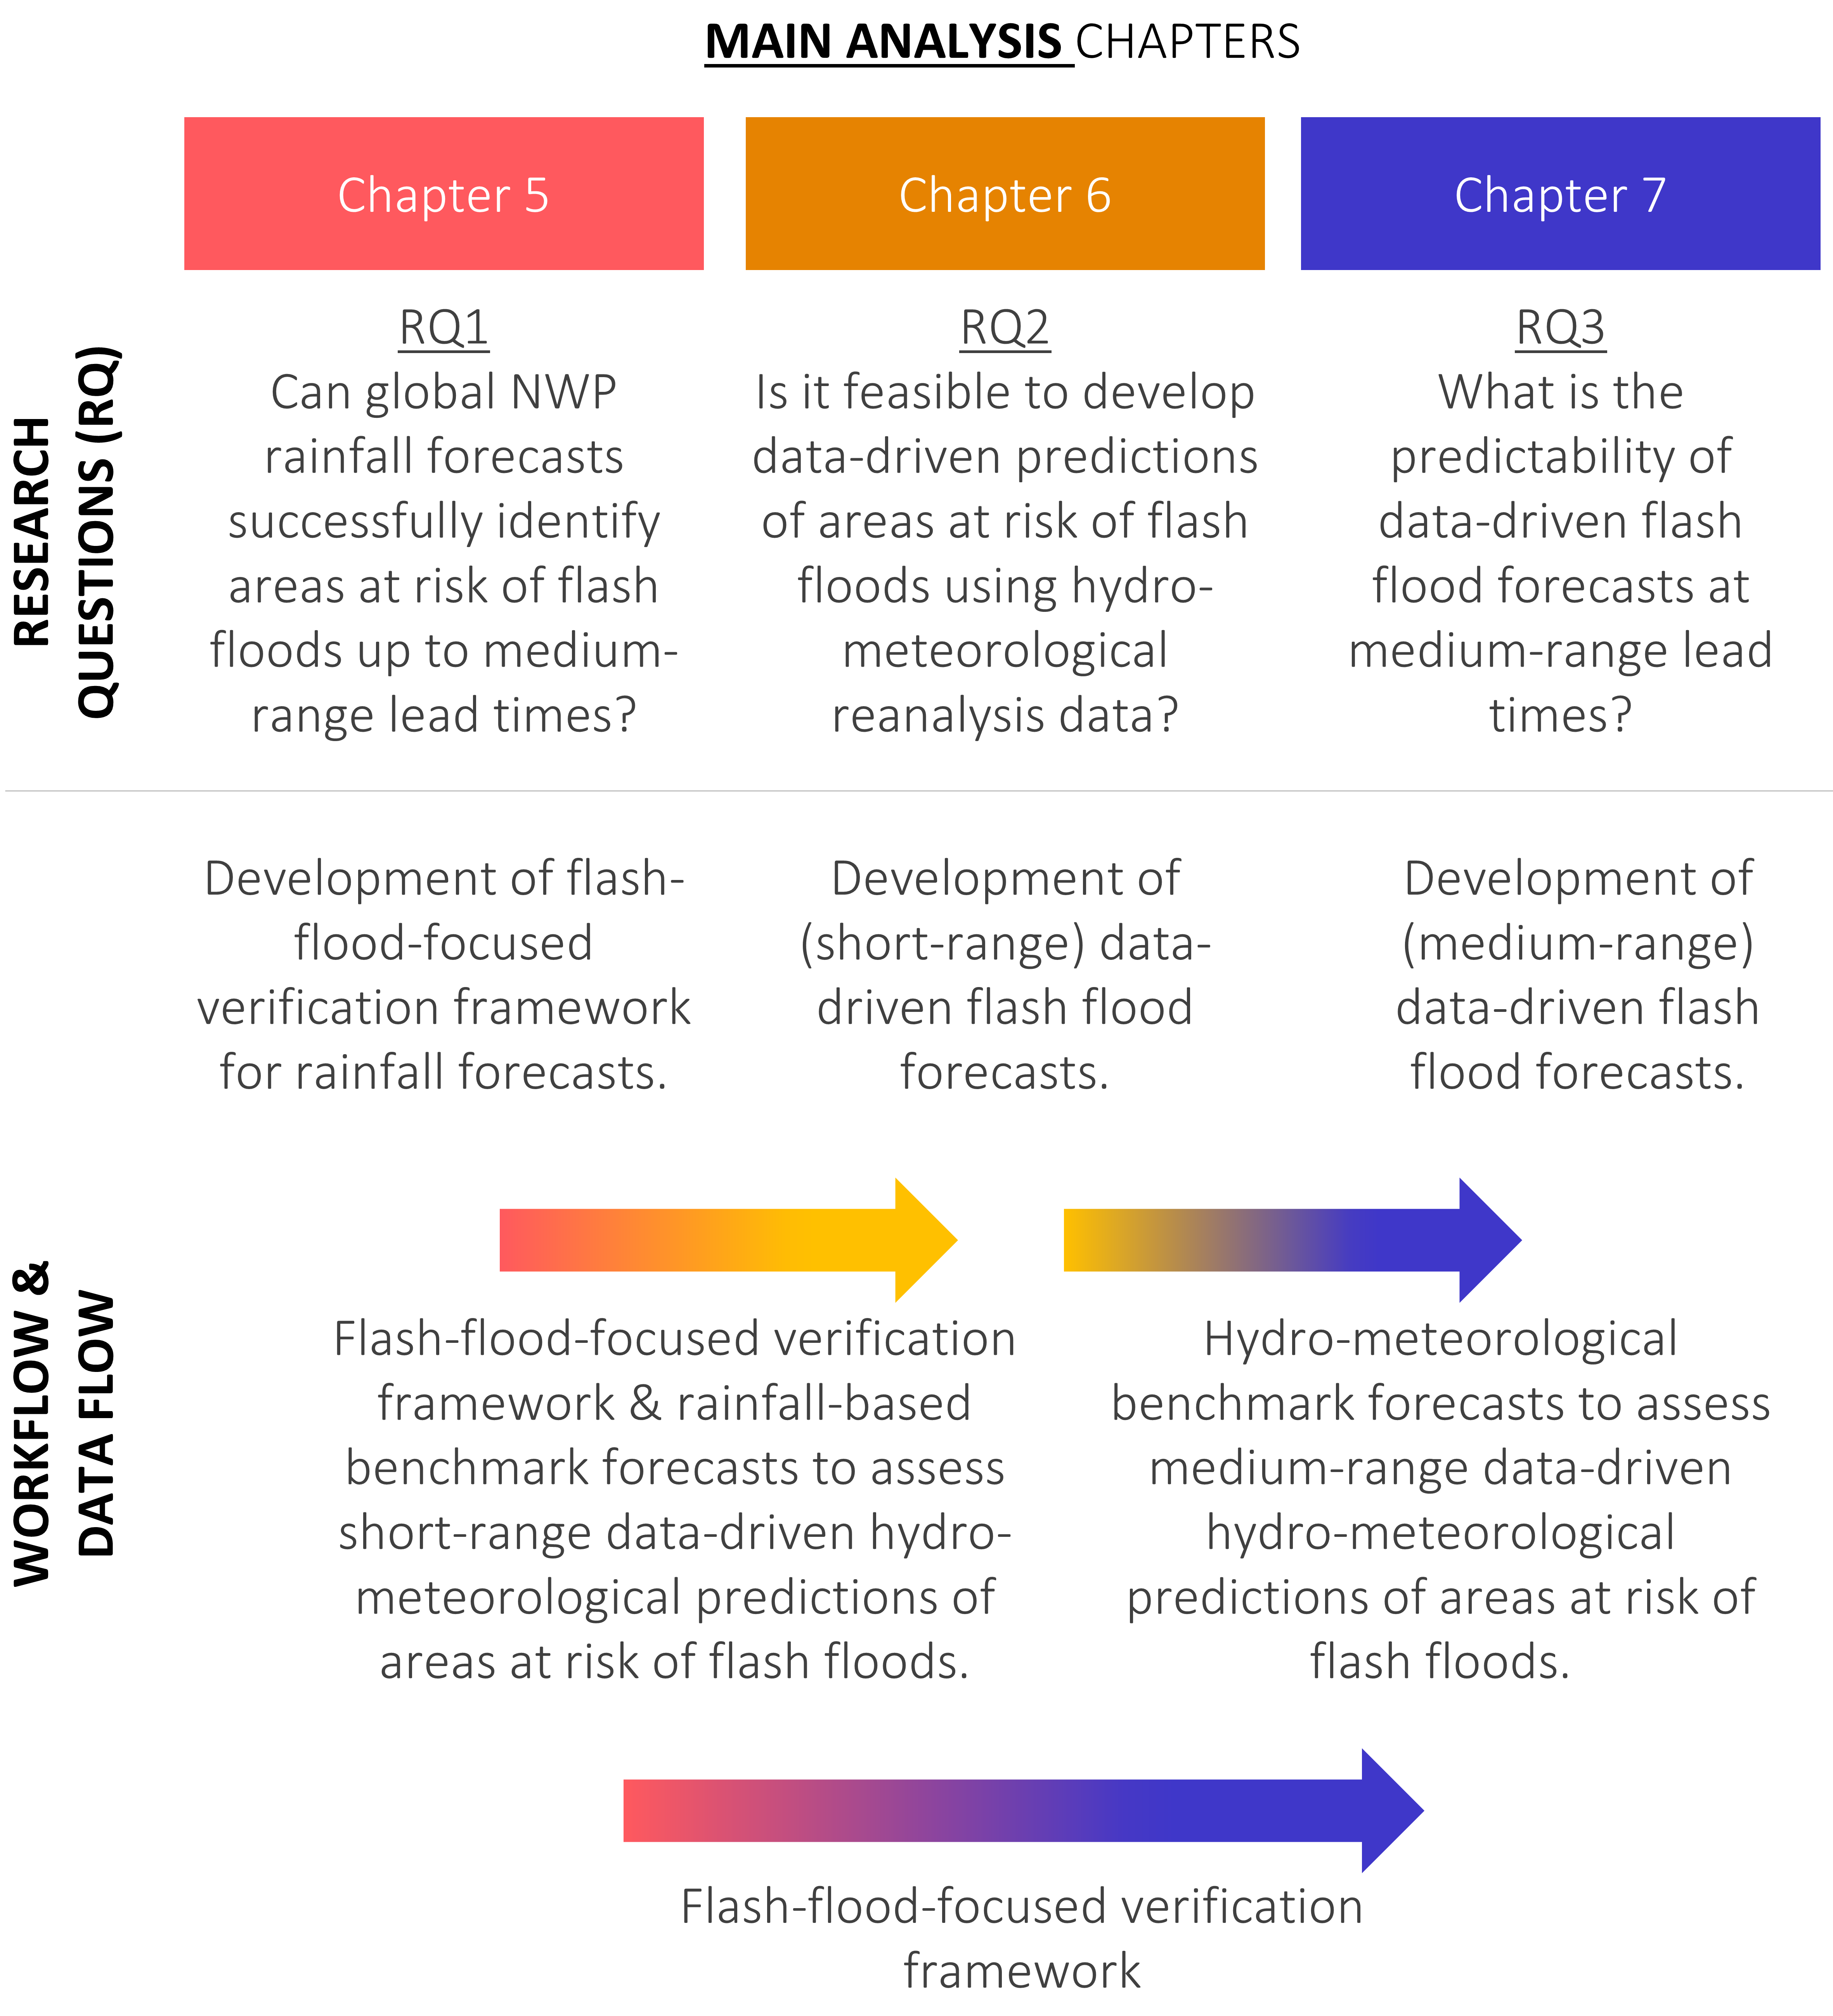 MAIN ANALYSIS CHAPTERS
Chapter 5
Chapter 6
Chapter 7
RESEARCH
QUESTIONS (RQ)
RQ1
Can global NWP
rainfall forecasts
successfully identify
areas at risk of flash
floods up to medium-
range lead times?
RQ2
Is it feasible to develop
data-driven predictions
of areas at risk of flash
floods using hydro-
meteorological
reanalysis data?
RQ3
What is the
predictability of
data-driven flash
flood forecasts at
medium-range lead
times?
WORKFLOW &
DATA FLOW
Development of flash-
flood-focused
verification framework
for rainfall forecasts.
Development of
(short-range) data-
driven flash flood
forecasts.
Development of
(medium-range)
data-driven flash
flood forecasts.
Flash-flood-focused verification
framework & rainfall-based
benchmark forecasts to assess
short-range data-driven hydro-
meteorological predictions of
areas at risk of flash floods.
Hydro-meteorological
benchmark forecasts to assess
medium-range data-driven
hydro-meteorological
predictions of areas at risk of
flash floods.
Flash-flood-focused verification
framework